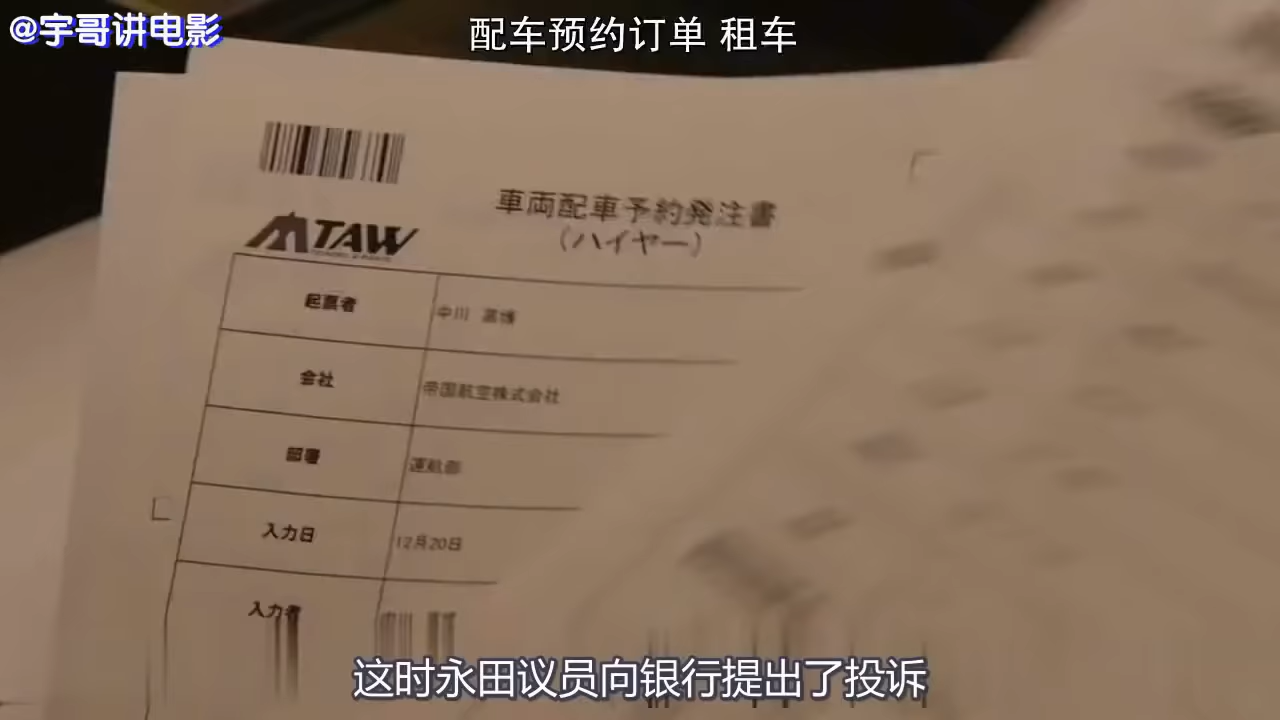 @宇哥讲电影
配车预约订单 租车
車両配車予約発注書
(ハイヤー)
TAW
起票者
中川
会社
帝国航空株式会社
部署
運航部
入力日
12月20日
入力者
这时永田议员向银行提出了投诉